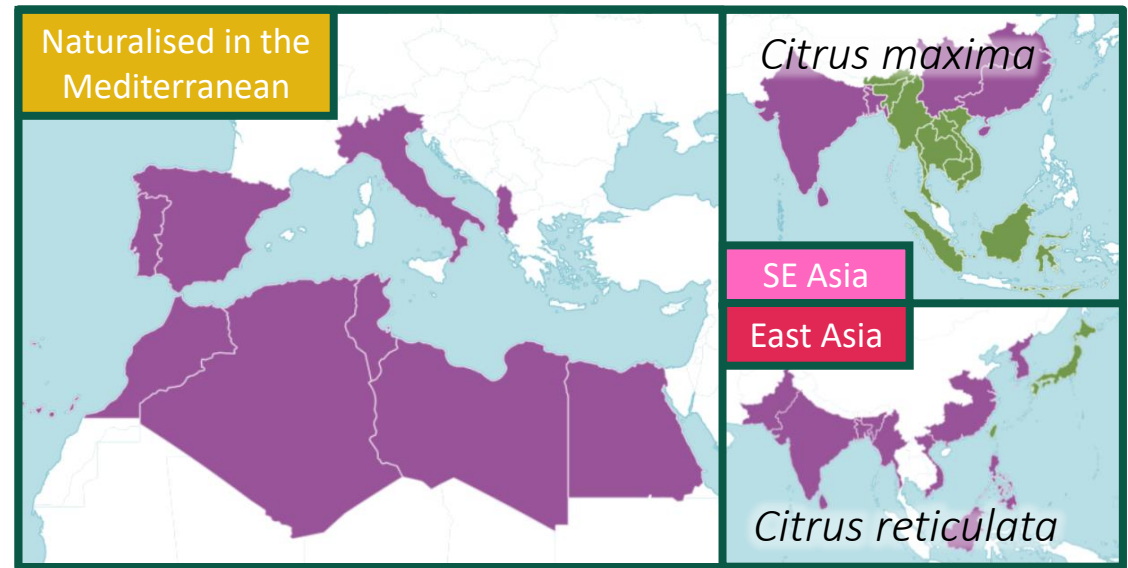 Naturalised in the
Mediterranean
Citrus maxima
SE Asia
East Asia
Citrus reticulata